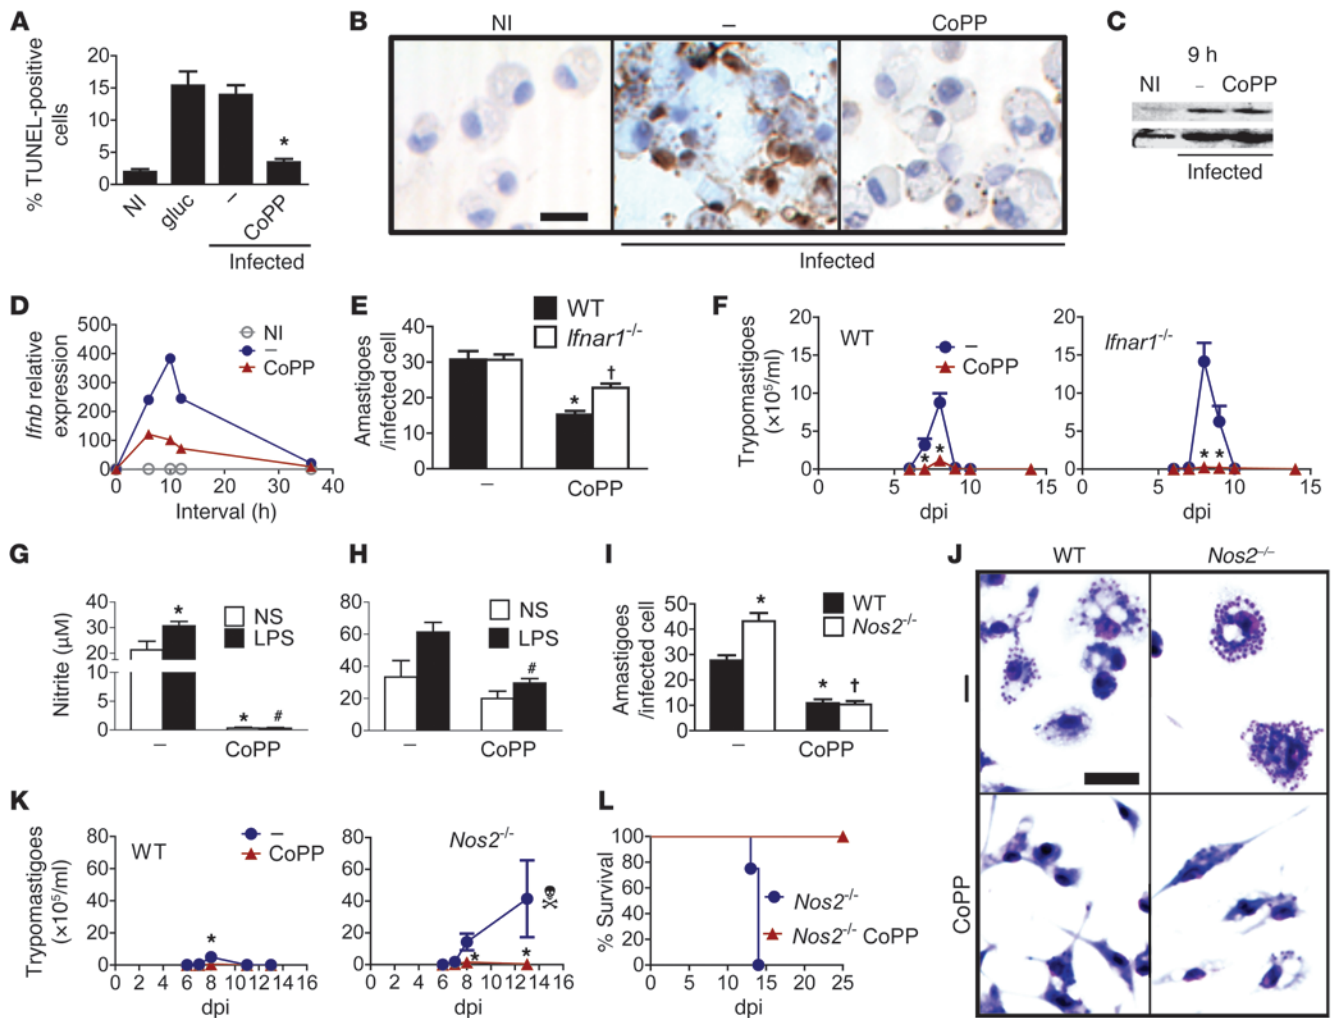 A
% TUNEL-positive
cells
20
15
10
5
0
*
NI
gluc
–
CoPP
Infected
B
NI
–
CoPP
Infected
C
9 h
NI
–
CoPP
Infected
D
Ifnb relative
expression
500
400
300
200
100
0
NI
–
CoPP
0
10
20
30
40
Interval (h)
E
Amastigoes
/infected cell
40
30
20
10
0
WT
Ifnar1-/-
*
†
–
CoPP
F
Trypomastigoes
(×10⁵/ml)
20
15
10
5
0
WT
–
CoPP
*
*
0
5
10
15
dpi
Ifnar1-/-
20
15
10
5
0
* *
5
10
15
dpi
G
Nitrite (µM)
40
30
20
10
5
0
*
NS
LPS
*
#
–
CoPP
H
80
60
40
20
0
NS
LPS
#
–
CoPP
I
Amastigoes
/infected cell
50
40
30
20
10
0
*
WT
Nos2-/-
*
†
–
CoPP
J
WT
Nos2–/–
–
CoPP
K
Trypomastigoes
(×10⁵/ml)
80
60
40
20
0
WT
–
CoPP
*
0 2 4 6 8 10 12 14 16
dpi
80
60
40
20
0
Nos2-/-
*
*
0 2 4 6 8 10 12 14 16
dpi
L
% Survival
100
80
60
40
20
0
Nos2-/-
Nos2-/- CoPP
0 5 10 15 20 25
dpi